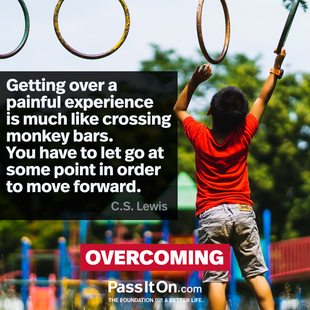 Getting over a
painful experience
is much like crossing
monkey bars.
You have to let go at
some point in order
to move forward.
C.S. Lewis
OVERCOMING
PassItOn.com
THE FOUNDATION FOR A BETTER LIFE